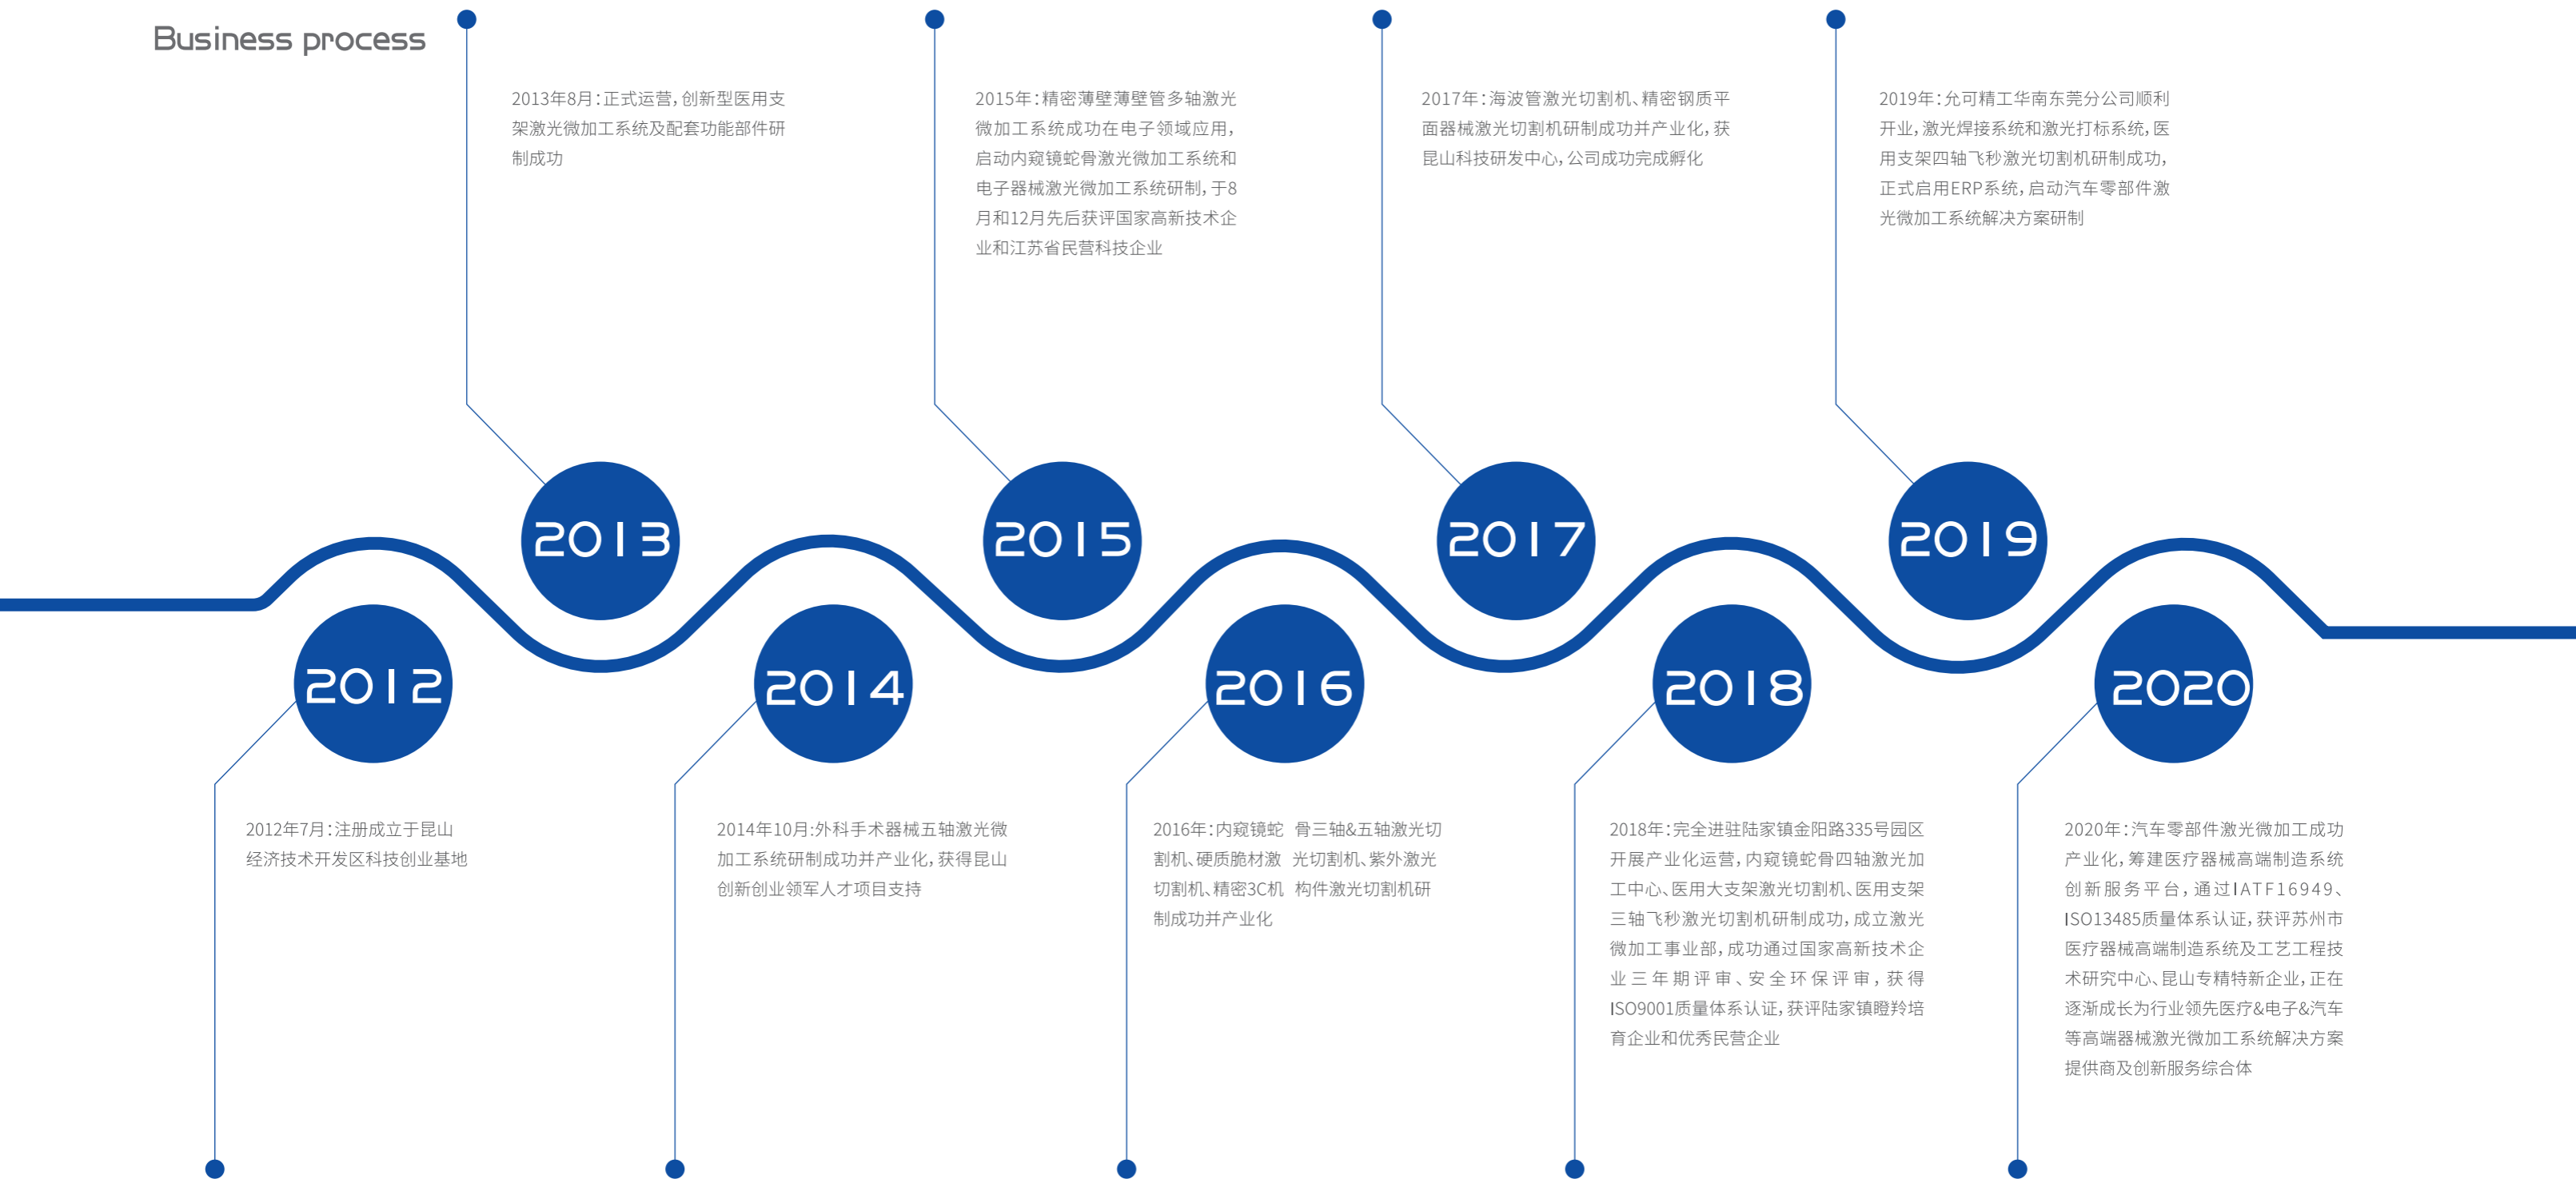 Business process
2013年8月：正式运营，创新型医用支
架激光微加工系统及配套功能部件研
制成功
2015年：精密薄壁薄壁管多轴激光
微加工系统成功在电子领域应用，
启动内窥镜蛇骨激光微加工系统和
电子器械激光微加工系统研制，于8
月和12月先后获评国家高新技术企
业和江苏省民营科技企业
2017年：海波管激光切割机、精密钢质平
面器械激光切割机研制成功并产业化，获
昆山科技研发中心，公司成功完成孵化
2019年：允可精工华南东莞分公司顺利
开业，激光焊接系统和激光打标系统，医
用支架四轴飞秒激光切割机研制成功，
正式启用ERP系统，启动汽车零部件激
光微加工系统解决方案研制
2013
2015
2017
2019
2012
2014
2016
2018
2020
2012年7月：注册成立于昆山
经济技术开发区科技创业基地
2014年10月:外科手术器械五轴激光微
加工系统研制成功并产业化，获得昆山
创新创业领军人才项目支持
2016年：内窥镜蛇 骨三轴&五轴激光切
割机、硬质脆材激 光切割机、紫外激光
切割机、精密3C机 构件激光切割机研
制成功并产业化
2018年：完全进驻陆家镇金阳路335号园区
开展产业化运营，内窥镜蛇骨四轴激光加
工中心、医用大支架激光切割机、医用支架
三轴飞秒激光切割机研制成功，成立激光
微加工事业部，成功通过国家高新技术企
业三年期评审、安全环保评审，获得
ISO9001质量体系认证，获评陆家镇瞪羚培
育企业和优秀民营企业
2020年：汽车零部件激光微加工成功
产业化，筹建医疗器械高端制造系统
创新服务平台，通过IATF16949、
ISO13485质量体系认证，获评苏州市
医疗器械高端制造系统及工艺工程技
术研究中心、昆山专精特新企业，正在
逐渐成长为行业领先医疗&电子&汽车
等高端器械激光微加工系统解决方案
提供商及创新服务综合体